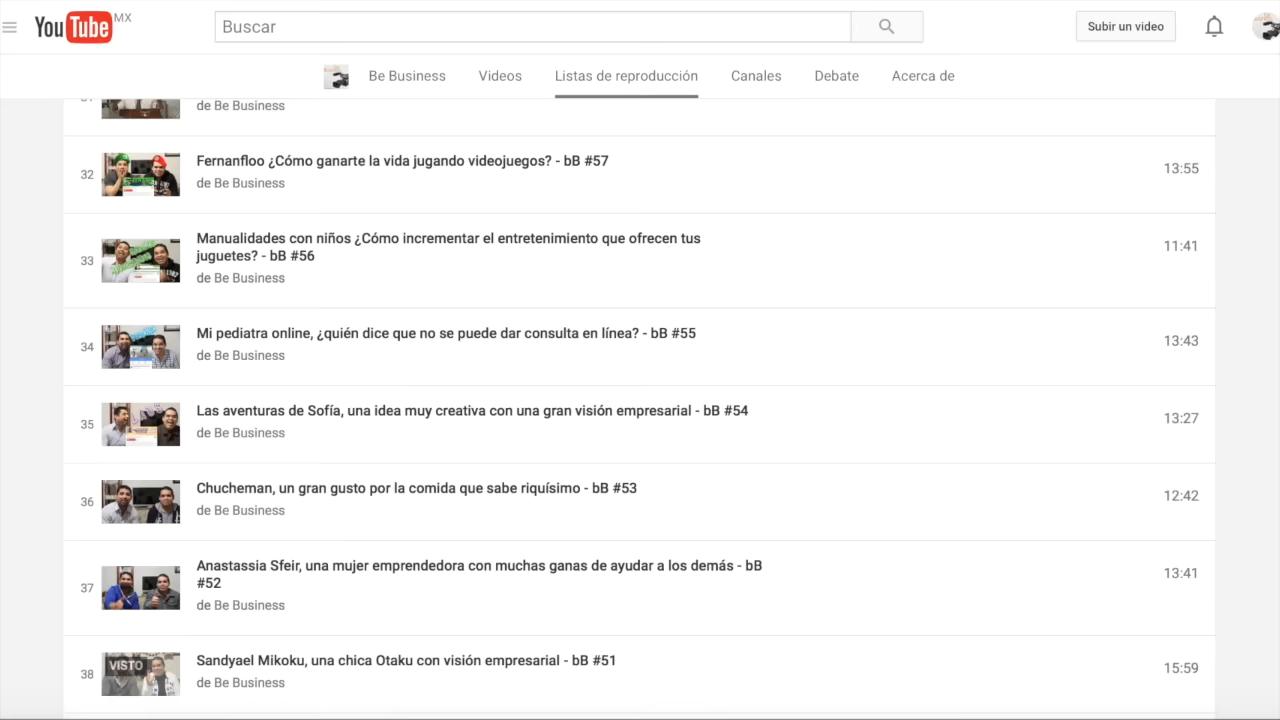 YouTube MX
Buscar
Subir un video
Be Business
Videos
Listas de reproducción
Canales
Debate
Acerca de
de Be Business
32
Fernanfloo ¿Cómo ganarte la vida jugando videojuegos? - bB #57
13:55
de Be Business
33
Manualidades con niños ¿Cómo incrementar el entretenimiento que ofrecen tus
juguetes? - bB #56
11:41
de Be Business
34
Mi pediatra online, ¿quién dice que no se puede dar consulta en línea? - bB #55
13:43
de Be Business
35
Las aventuras de Sofía, una idea muy creativa con una gran visión empresarial - bB #54
13:27
de Be Business
36
Chucheman, un gran gusto por la comida que sabe riquísimo - bB #53
12:42
de Be Business
37
Anastassia Sfeir, una mujer emprendedora con muchas ganas de ayudar a los demás - bB
#52
13:41
de Be Business
38
VISTO
Sandyael Mikoku, una chica Otaku con visión empresarial - bB #51
15:59
de Be Business